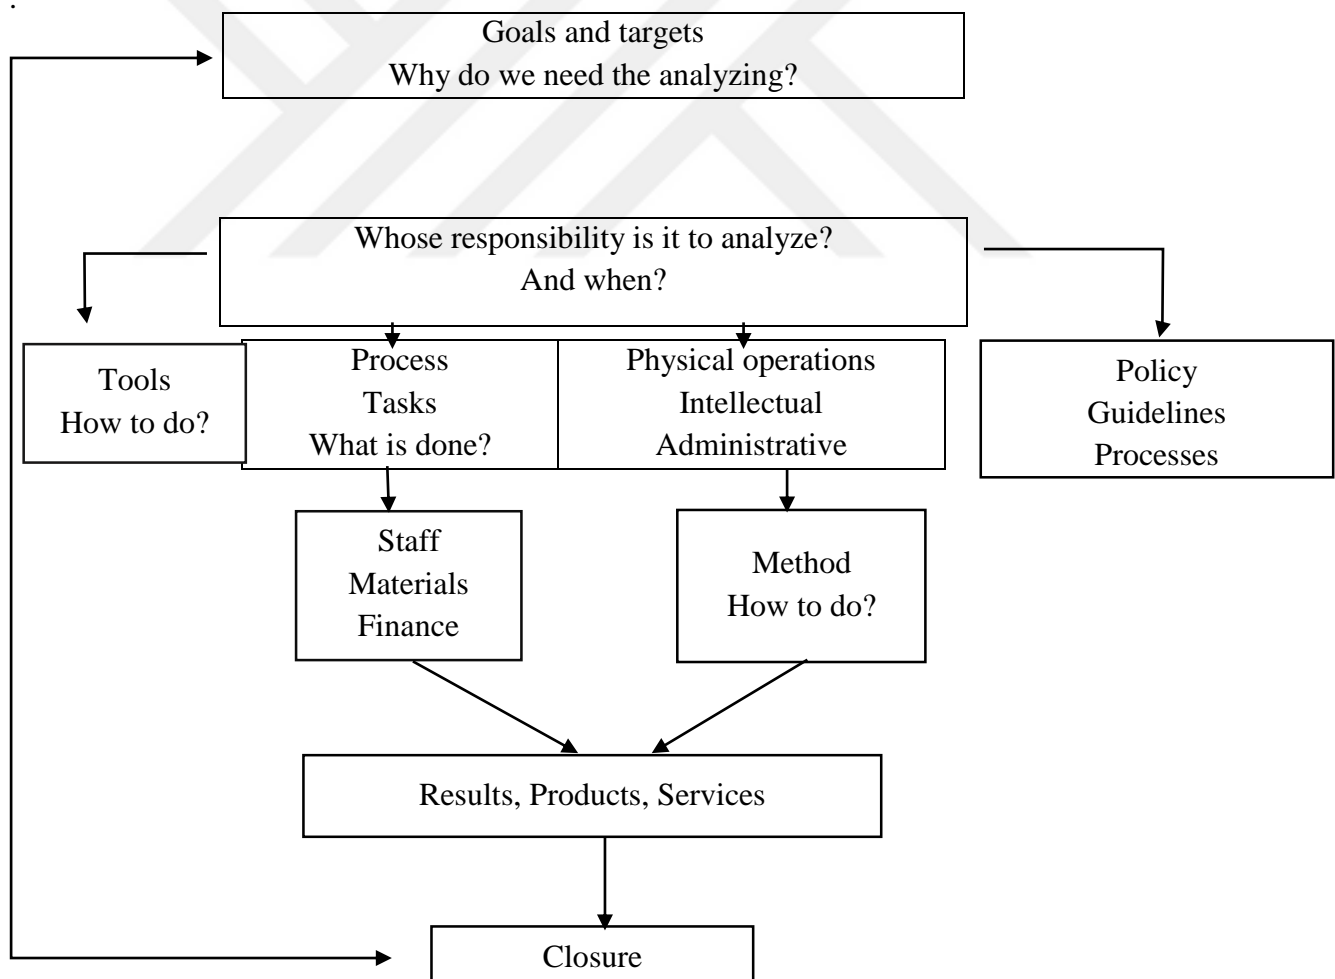 .
Goals and targets
Why do we need the analyzing?
Whose responsibility is it to analyze?
And when?
Tools
How to do?
Process
Tasks
What is done?
Physical operations
Intellectual
Administrative
Policy
Guidelines
Processes
Staff
Materials
Finance
Method
How to do?
Results, Products, Services
Closure